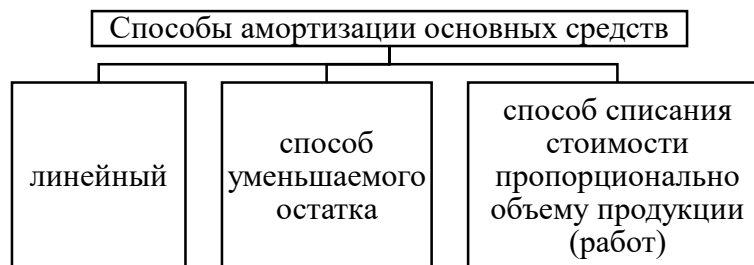 Способы амортизации основных средств
линейный
способ
уменьшаемого
остатка
способ списания
стоимости
пропорционально
объему продукции
(работ)